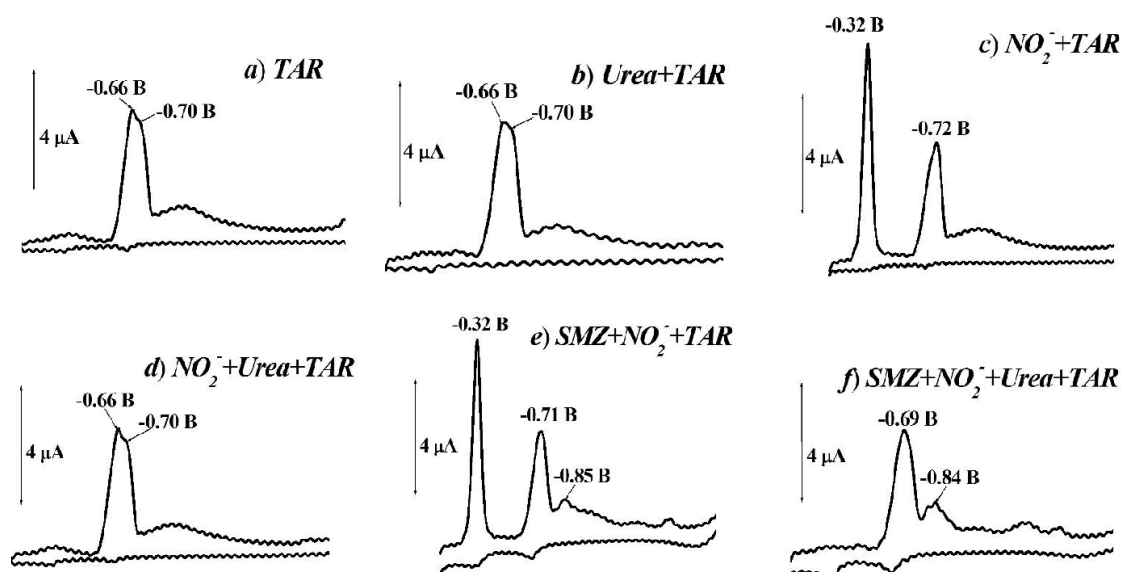 a) TAR
-0.66 B
-0.70 B
4 µA
b) Urea+TAR
-0.66 B
-0.70 B
4 µA
c) NO₂⁻+TAR
-0.32 B
-0.72 B
4 µA
d) NO₂⁻+Urea+TAR
-0.66 B
-0.70 B
4 µA
e) SMZ+NO₂⁻+TAR
-0.32 B
-0.71 B
-0.85 B
4 µA
f) SMZ+NO₂⁻+Urea+TAR
-0.69 B
-0.84 B
4 µA